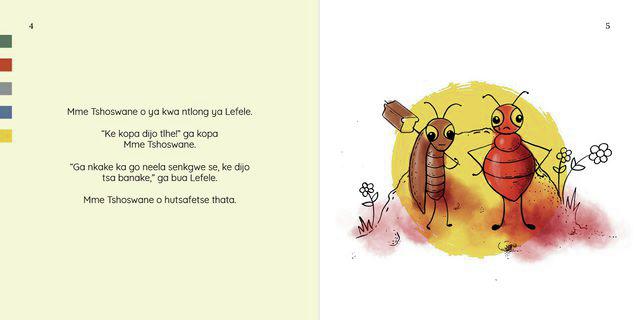 4
Mme Tshoswane o ya kwa ntlong ya Lefele.
“Ke kopa dijo tlhe!” ga kopa
Mme Tshoswane.
“Ga nkake ka go neela senkgwe se, ke dijo
tsa banake,” ga bua Lefele.
Mme Tshoswane o hutsafetse thata.
5